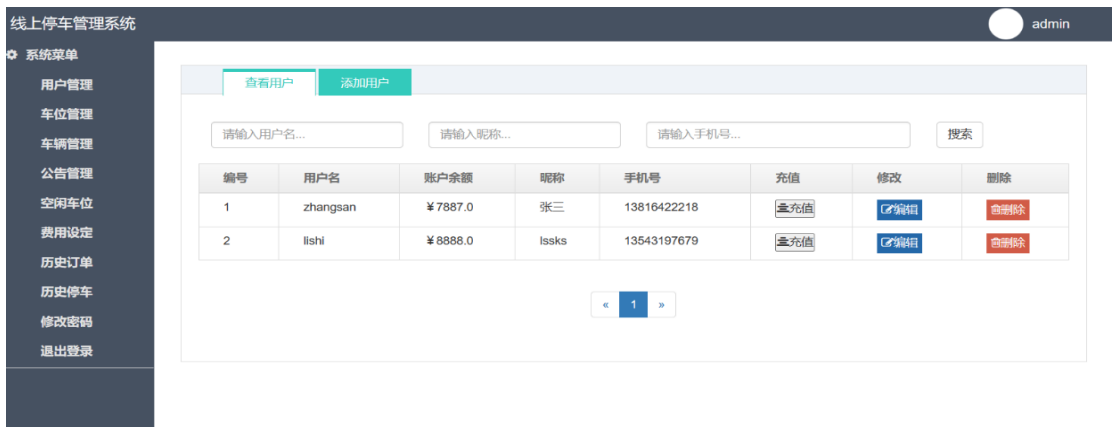 线上停车管理系统 admin
系统菜单
用户管理
车位管理
车辆管理
公告管理
空闲车位
费用设定
历史订单
历史停车
修改密码
退出登录
查看用户 添加用户
请输入用户名... 请输入昵称... 请输入手机号... 搜索
编号 用户名 账户余额 昵称 手机号 充值 修改 删除
1 zhangsan ¥7887.0 张三 13816422218 充值 编辑 删除
2 lishi ¥8888.0 lssks 13543197679 充值 编辑 删除
« 1 »